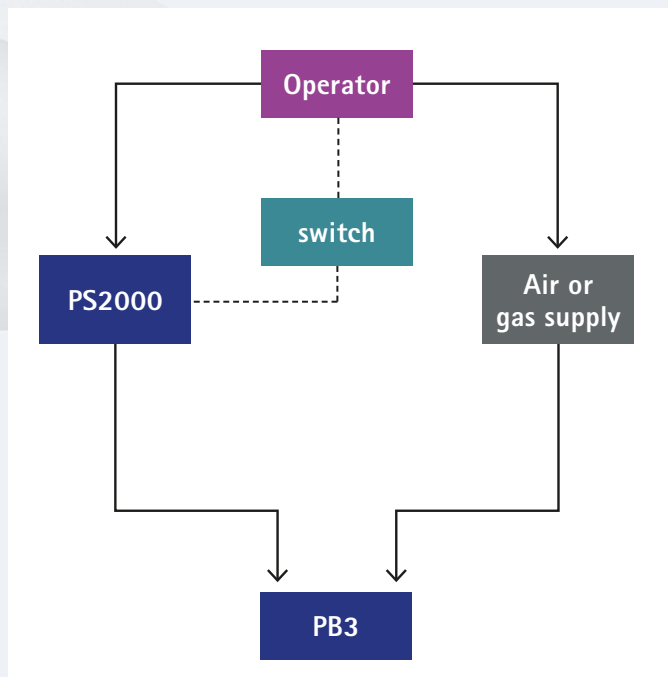 Operator
switch
PS2000
Air or
gas supply
PB3